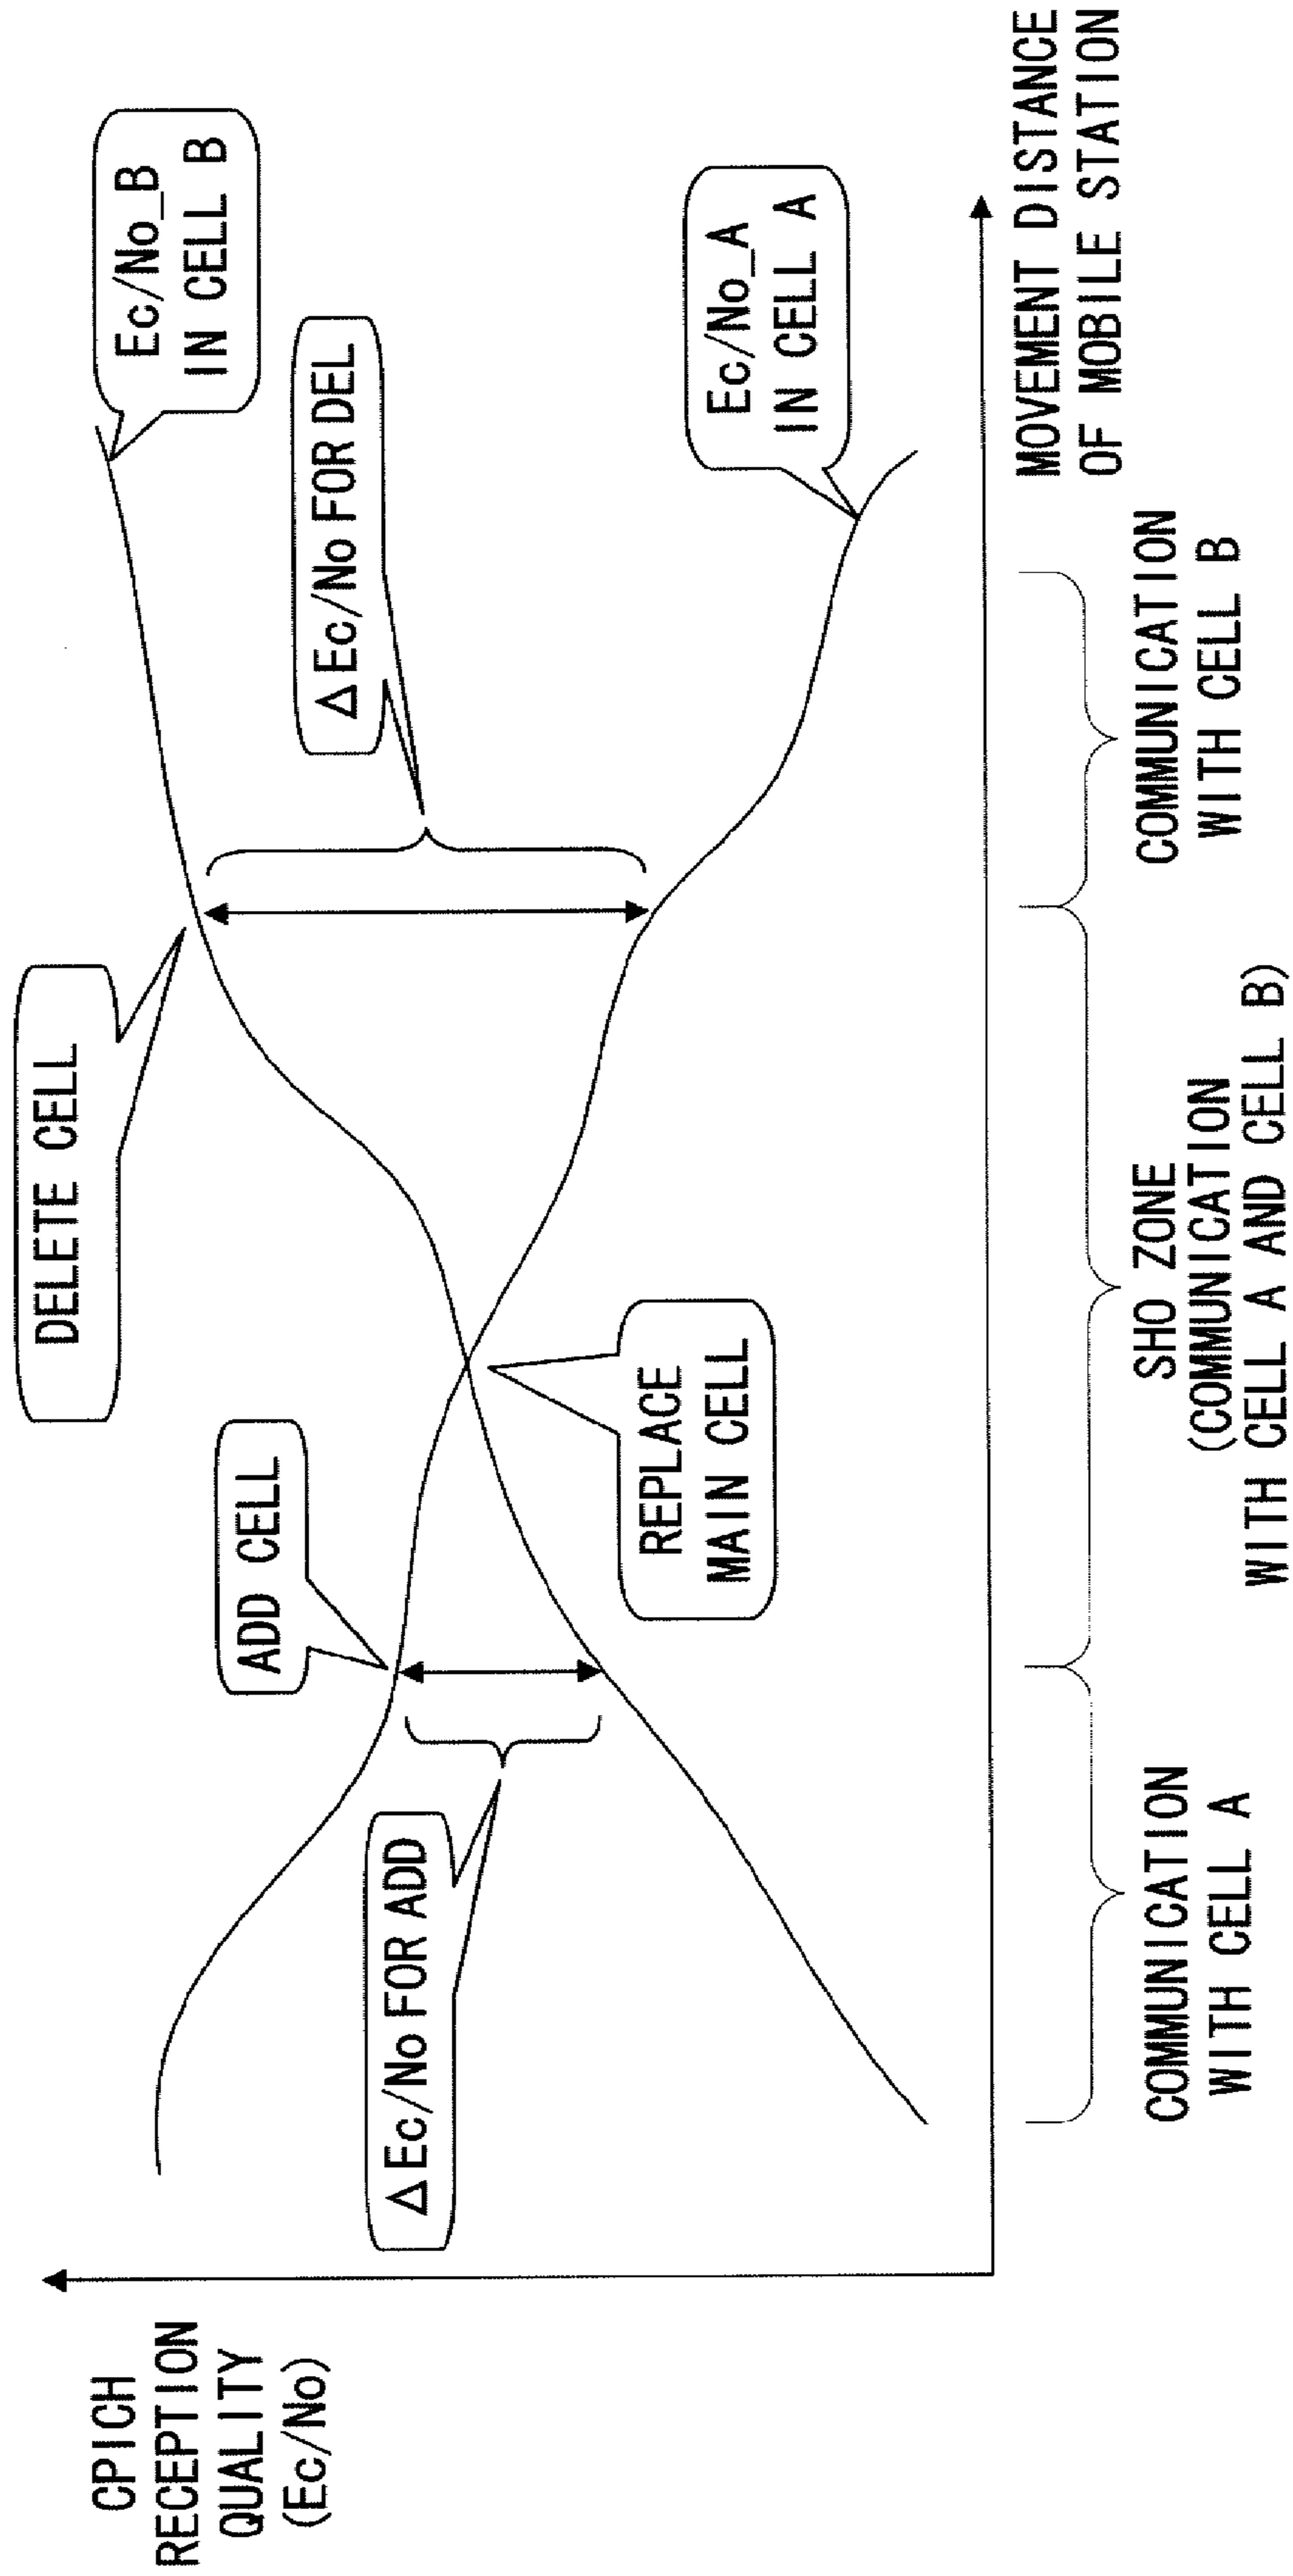 CPICH
RECEPTION
QUALITY
(Ec/No)
Ec/No_B
IN CELL B
DELETE CELL
ADD CELL
△Ec/No FOR DEL
△Ec/No FOR ADD
REPLACE
MAIN CELL
Ec/No_A
IN CELL A
MOVEMENT DISTANCE
OF MOBILE STATION
COMMUNICATION
WITH CELL A
SHO ZONE
(COMMUNICATION
WITH CELL A AND CELL B)
COMMUNICATION
WITH CELL B